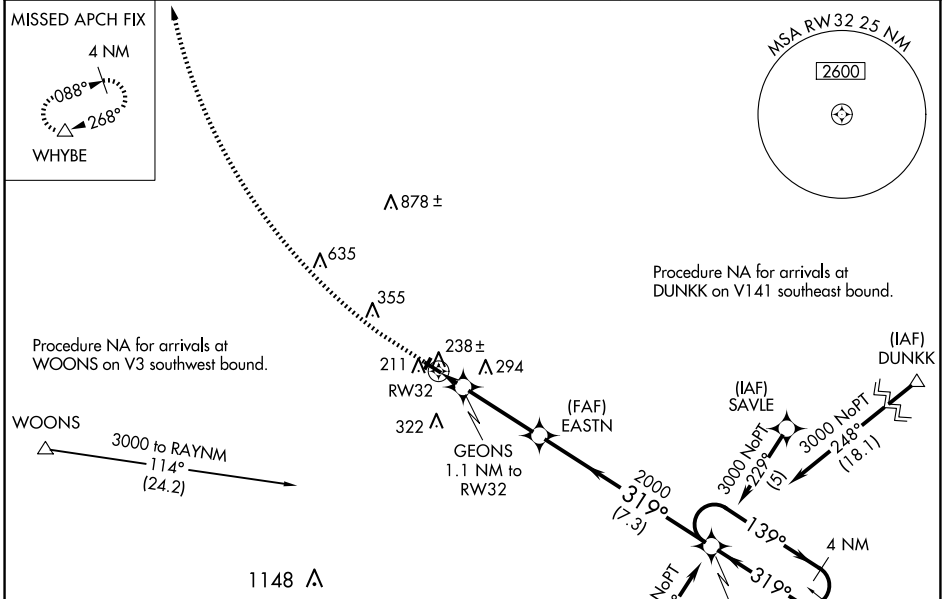 MISSED APCH FIX
4 NM
088°
268°
WHYBE
MSA RW32 25 NM
2600
878 ±
635
355
Procedure NA for arrivals at
DUNKK on V141 southeast bound.
Procedure NA for arrivals at
WOONS on V3 southwest bound.
238 ±
211
294
RW32
322
(IAF)
DUNKK
(IAF)
SAVLE
(FAF)
EASTN
WOONS
3000 to RAYNM
114°
(24.2)
GEONS
1.1 NM to
RW32
3000 NoPT
229°
(5)
3000 NoPT
248°
(18.1)
2000
319°
(7.3)
139°
4 NM
319°
1148
NoPT